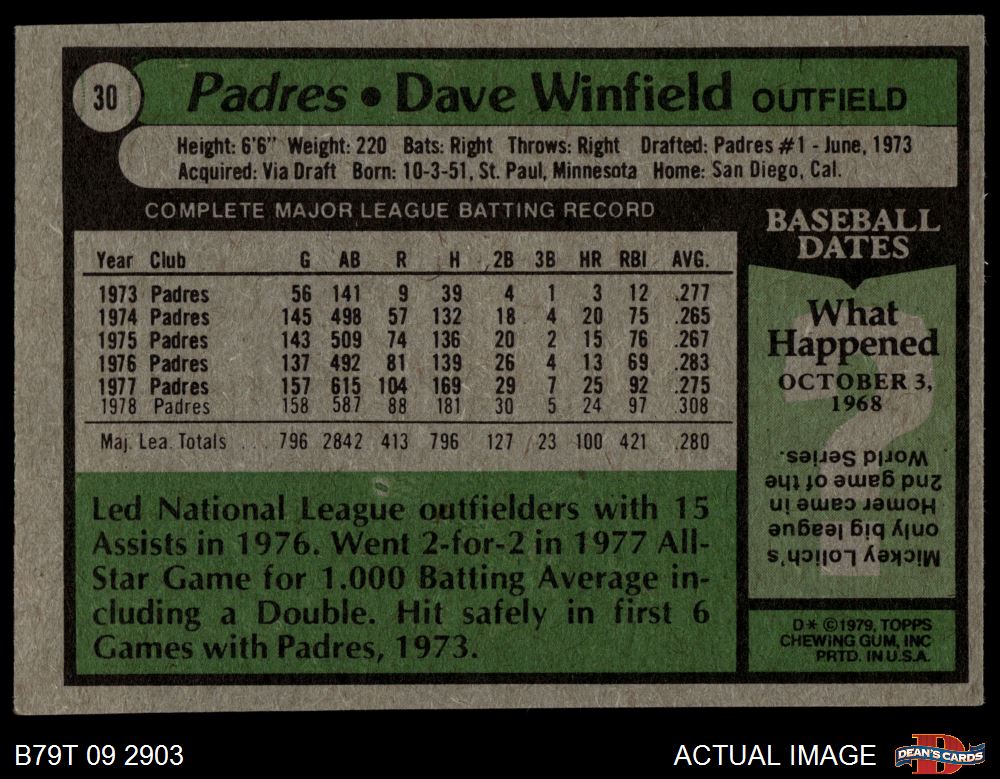 30
Padres • Dave Winfield OUTFIELD
Height: 6'6" Weight: 220 Bats: Right Throws: Right Drafted: Padres #1 - June, 1973
Acquired: Via Draft Born: 10-3-51, St. Paul, Minnesota Home: San Diego, Cal.
COMPLETE MAJOR LEAGUE BATTING RECORD
Year Club G AB R H 2B 3B HR RBI AVG.
1973 Padres 56 141 9 39 4 1 3 12 .277
1974 Padres 145 498 57 132 18 4 20 75 .265
1975 Padres 143 509 74 136 20 2 15 76 .267
1976 Padres 137 492 81 139 26 4 13 69 .283
1977 Padres 157 615 104 169 29 7 25 92 .275
1978 Padres 158 587 88 181 30 5 24 97 .308
Maj. Lea. Totals ... 796 2842 413 796 127 23 100 421 .280
Led National League outfielders with 15
Assists in 1976. Went 2-for-2 in 1977 All-
Star Game for 1.000 Batting Average in-
cluding a Double. Hit safely in first 6
Games with Padres, 1973.
BASEBALL
DATES
What
Happened
OCTOBER 3,
1968
?
Mickey Lolich's
only big league
Homer came in
2nd game of the
World Series.
D* ©1979, TOPPS
CHEWING GUM, INC
PRTD. IN U.S.A.
B79T 09 2903
ACTUAL IMAGE
DEAN'S CARDS